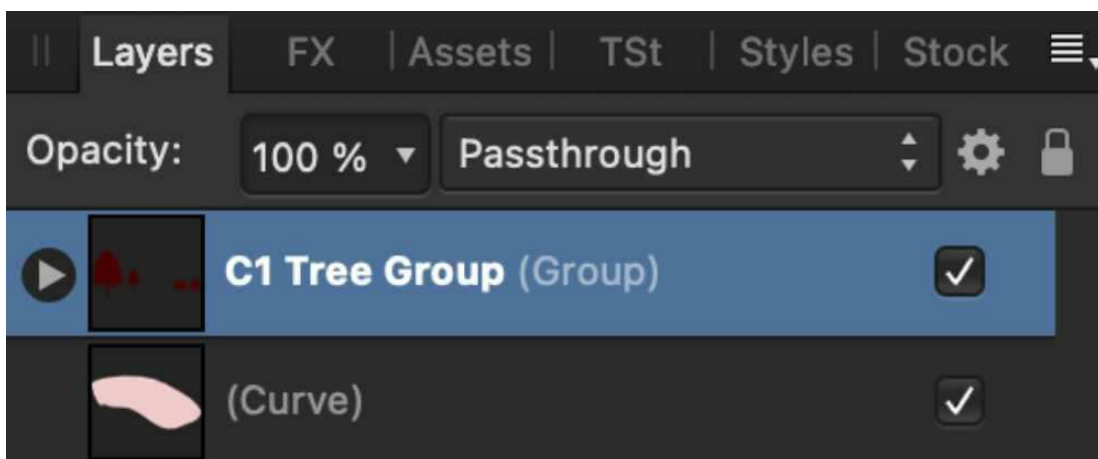 Layers FX Assets TSt Styles Stock
Opacity: 100 % Passthrough
C1 Tree Group (Group)
(Curve)